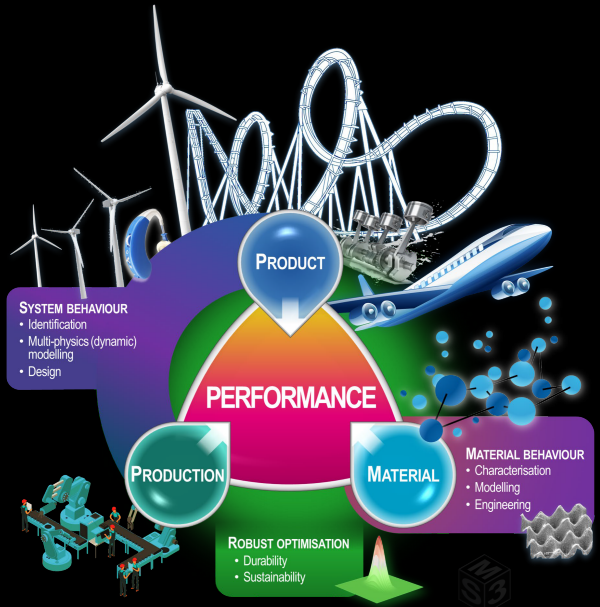 PRODUCT
SYSTEM BEHAVIOUR
• Identification
• Multi-physics (dynamic)
modelling
• Design
PERFORMANCE
PRODUCTION
MATERIAL
MATERIAL BEHAVIOUR
• Characterisation
• Modelling
• Engineering
ROBUST OPTIMISATION
• Durability
• Sustainability